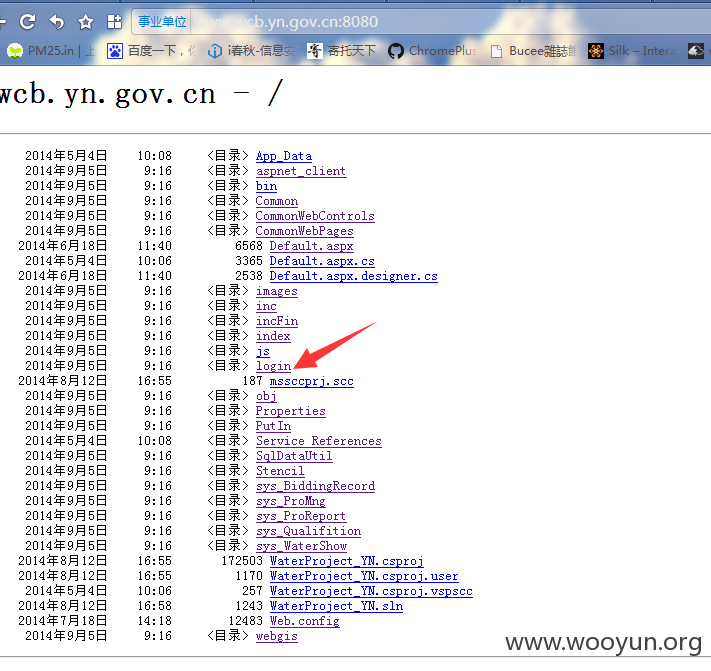 事业单位 wcb.yn.gov.cn:8080
PM25.in | 百度一下， i春秋-信息安 寄托天下 ChromePlus Bucee雜誌 Silk – Intera
wcb.yn.gov.cn - /
2014年5月4日 10:08 <目录> App_Data
2014年9月5日 9:16 <目录> aspnet_client
2014年9月5日 9:16 <目录> bin
2014年9月5日 9:16 <目录> Common
2014年9月5日 9:16 <目录> CommonWebControls
2014年9月5日 9:16 <目录> CommonWebPages
2014年6月18日 11:40 6568 Default.aspx
2014年5月4日 10:06 3365 Default.aspx.cs
2014年6月18日 11:40 2538 Default.aspx.designer.cs
2014年9月5日 9:16 <目录> images
2014年9月5日 9:16 <目录> inc
2014年9月5日 9:16 <目录> incFin
2014年9月5日 9:16 <目录> index
2014年9月5日 9:16 <目录> js
2014年9月5日 9:16 <目录> login
2014年8月12日 16:55 187 mssccprj.scc
2014年9月5日 9:16 <目录> obj
2014年9月5日 9:16 <目录> Properties
2014年9月5日 9:16 <目录> PutIn
2014年5月4日 10:08 <目录> Service References
2014年9月5日 9:16 <目录> SqlDataUtil
2014年9月5日 9:16 <目录> Stencil
2014年9月5日 9:16 <目录> sys_BiddingRecord
2014年9月5日 9:16 <目录> sys_ProMng
2014年9月5日 9:16 <目录> sys_ProReport
2014年9月5日 9:16 <目录> sys_Qualifition
2014年9月5日 9:16 <目录> sys_WaterShow
2014年8月12日 16:55 172503 WaterProject_YN.csproj
2014年8月12日 16:55 1170 WaterProject_YN.csproj.user
2014年5月4日 10:06 257 WaterProject_YN.csproj.vspscc
2014年8月12日 16:58 1243 WaterProject_YN.sln
2014年7月18日 14:18 12483 Web.config
2014年9月5日 9:16 <目录> webgis
www.wooyun.org